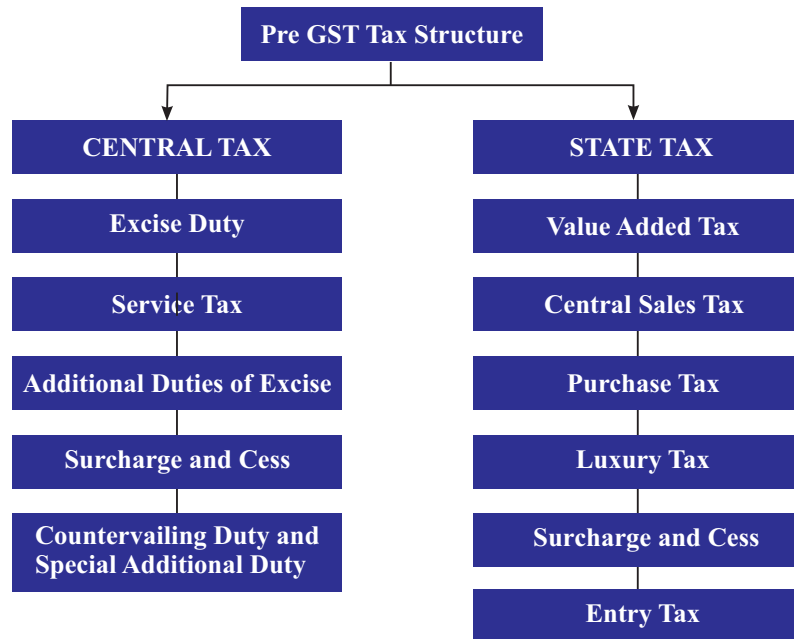 Pre GST Tax Structure
CENTRAL TAX
Excise Duty
Service Tax
Additional Duties of Excise
Surcharge and Cess
Countervailing Duty and
Special Additional Duty
STATE TAX
Value Added Tax
Central Sales Tax
Purchase Tax
Luxury Tax
Surcharge and Cess
Entry Tax